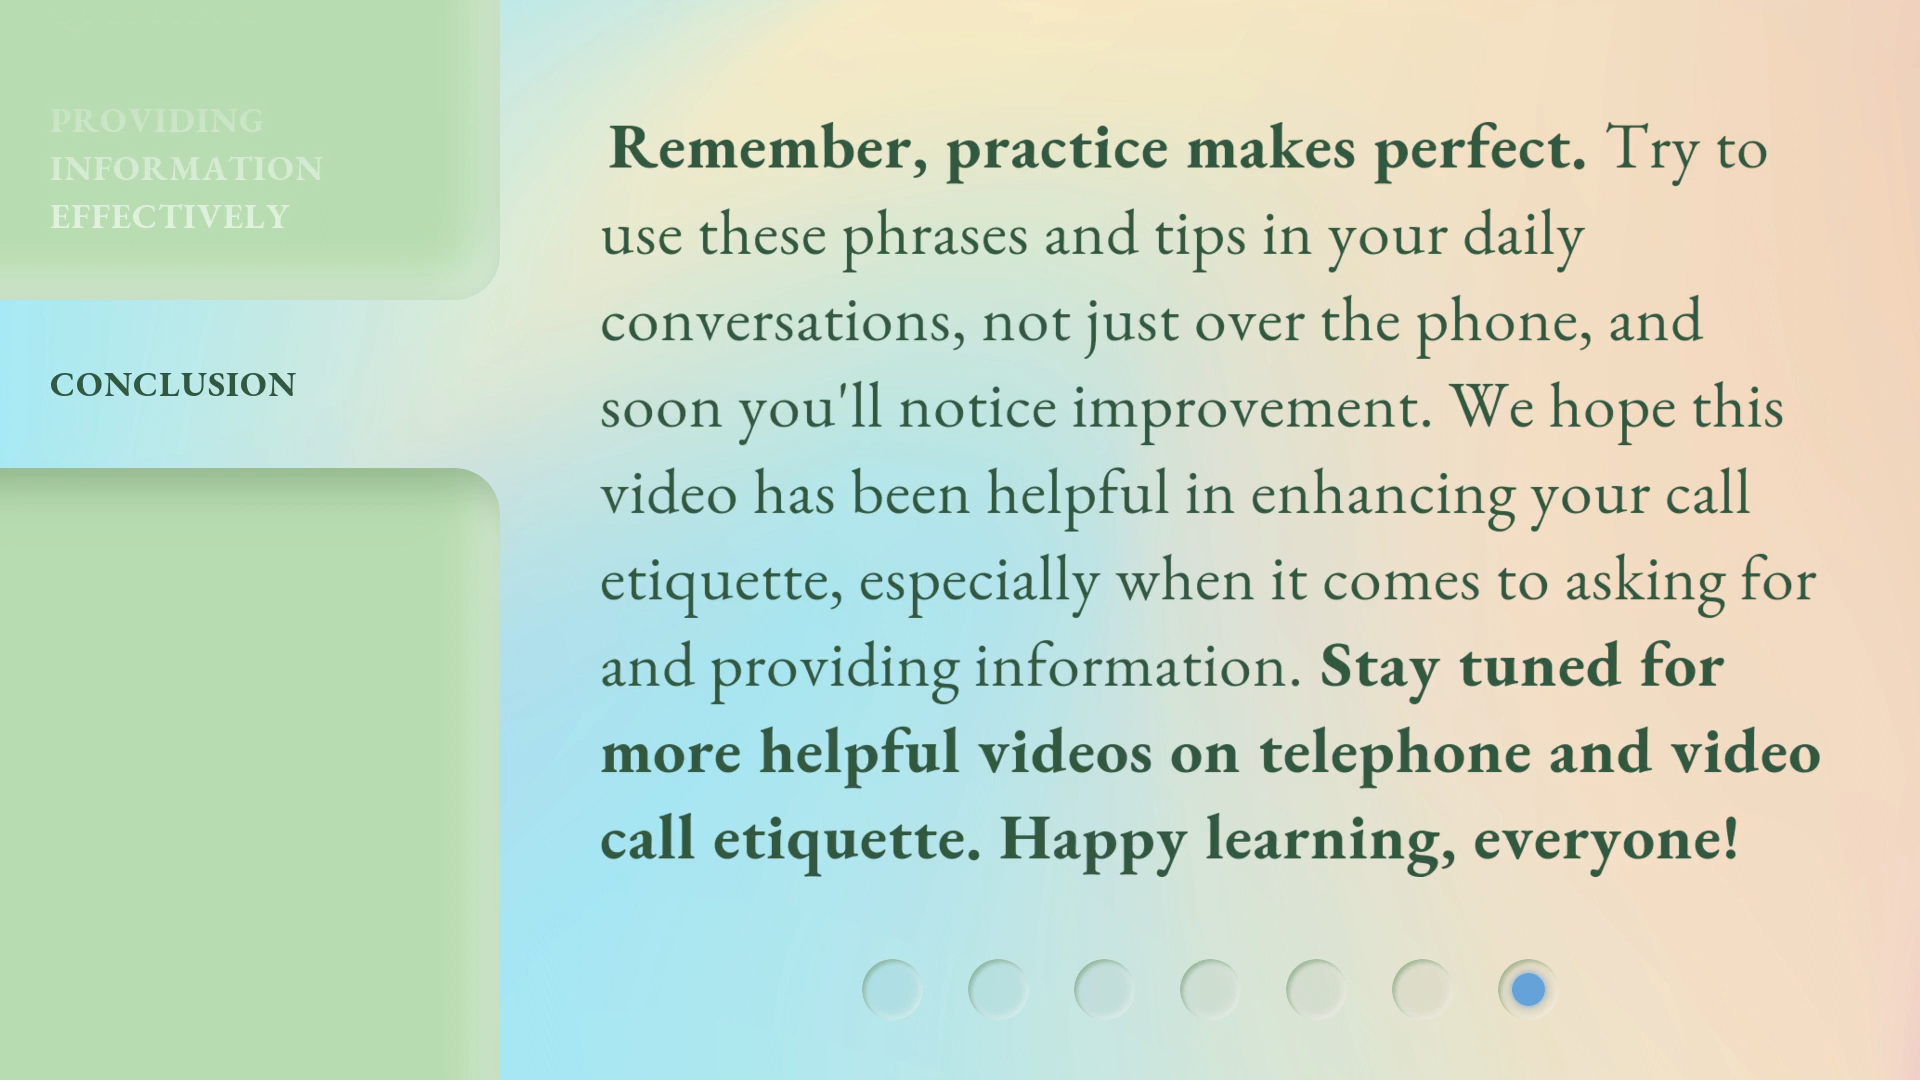 PROVIDING
INFORMATION
EFFECTIVELY
CONCLUSION
Remember, practice makes perfect. Try to
use these phrases and tips in your daily
conversations, not just over the phone, and
soon you'll notice improvement. We hope this
video has been helpful in enhancing your call
etiquette, especially when it comes to asking for
and providing information. Stay tuned for
more helpful videos on telephone and video
call etiquette. Happy learning, everyone!